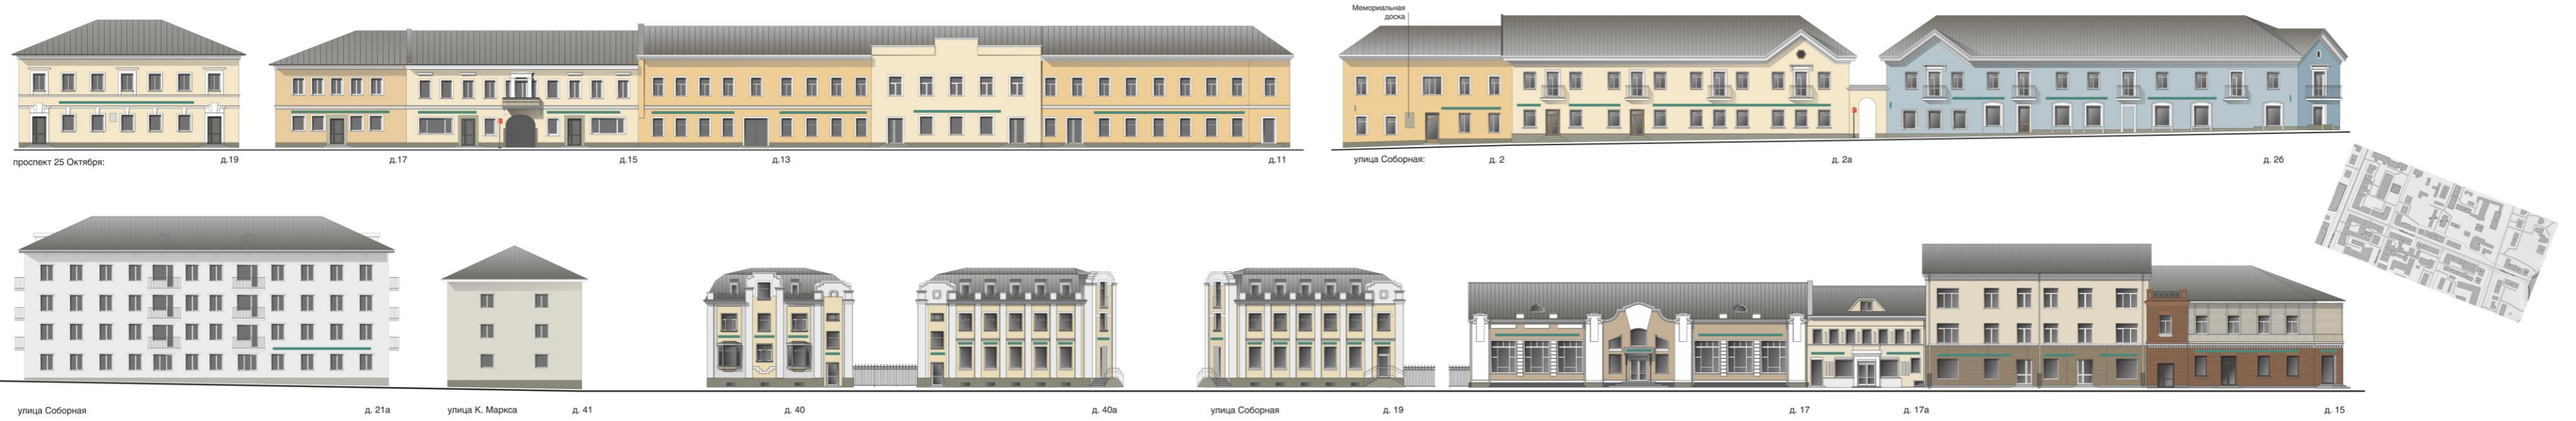 Мемориальная
доска
проспект 25 Октября:
д.19
д.17
д.15
д.13
д.11
улица Соборная:
д. 2
д. 2а
д. 2б
улица Соборная
д. 21а
улица К. Маркса
д. 41
д. 40
д. 40а
улица Соборная
д. 19
д. 17
д. 17а
д. 15